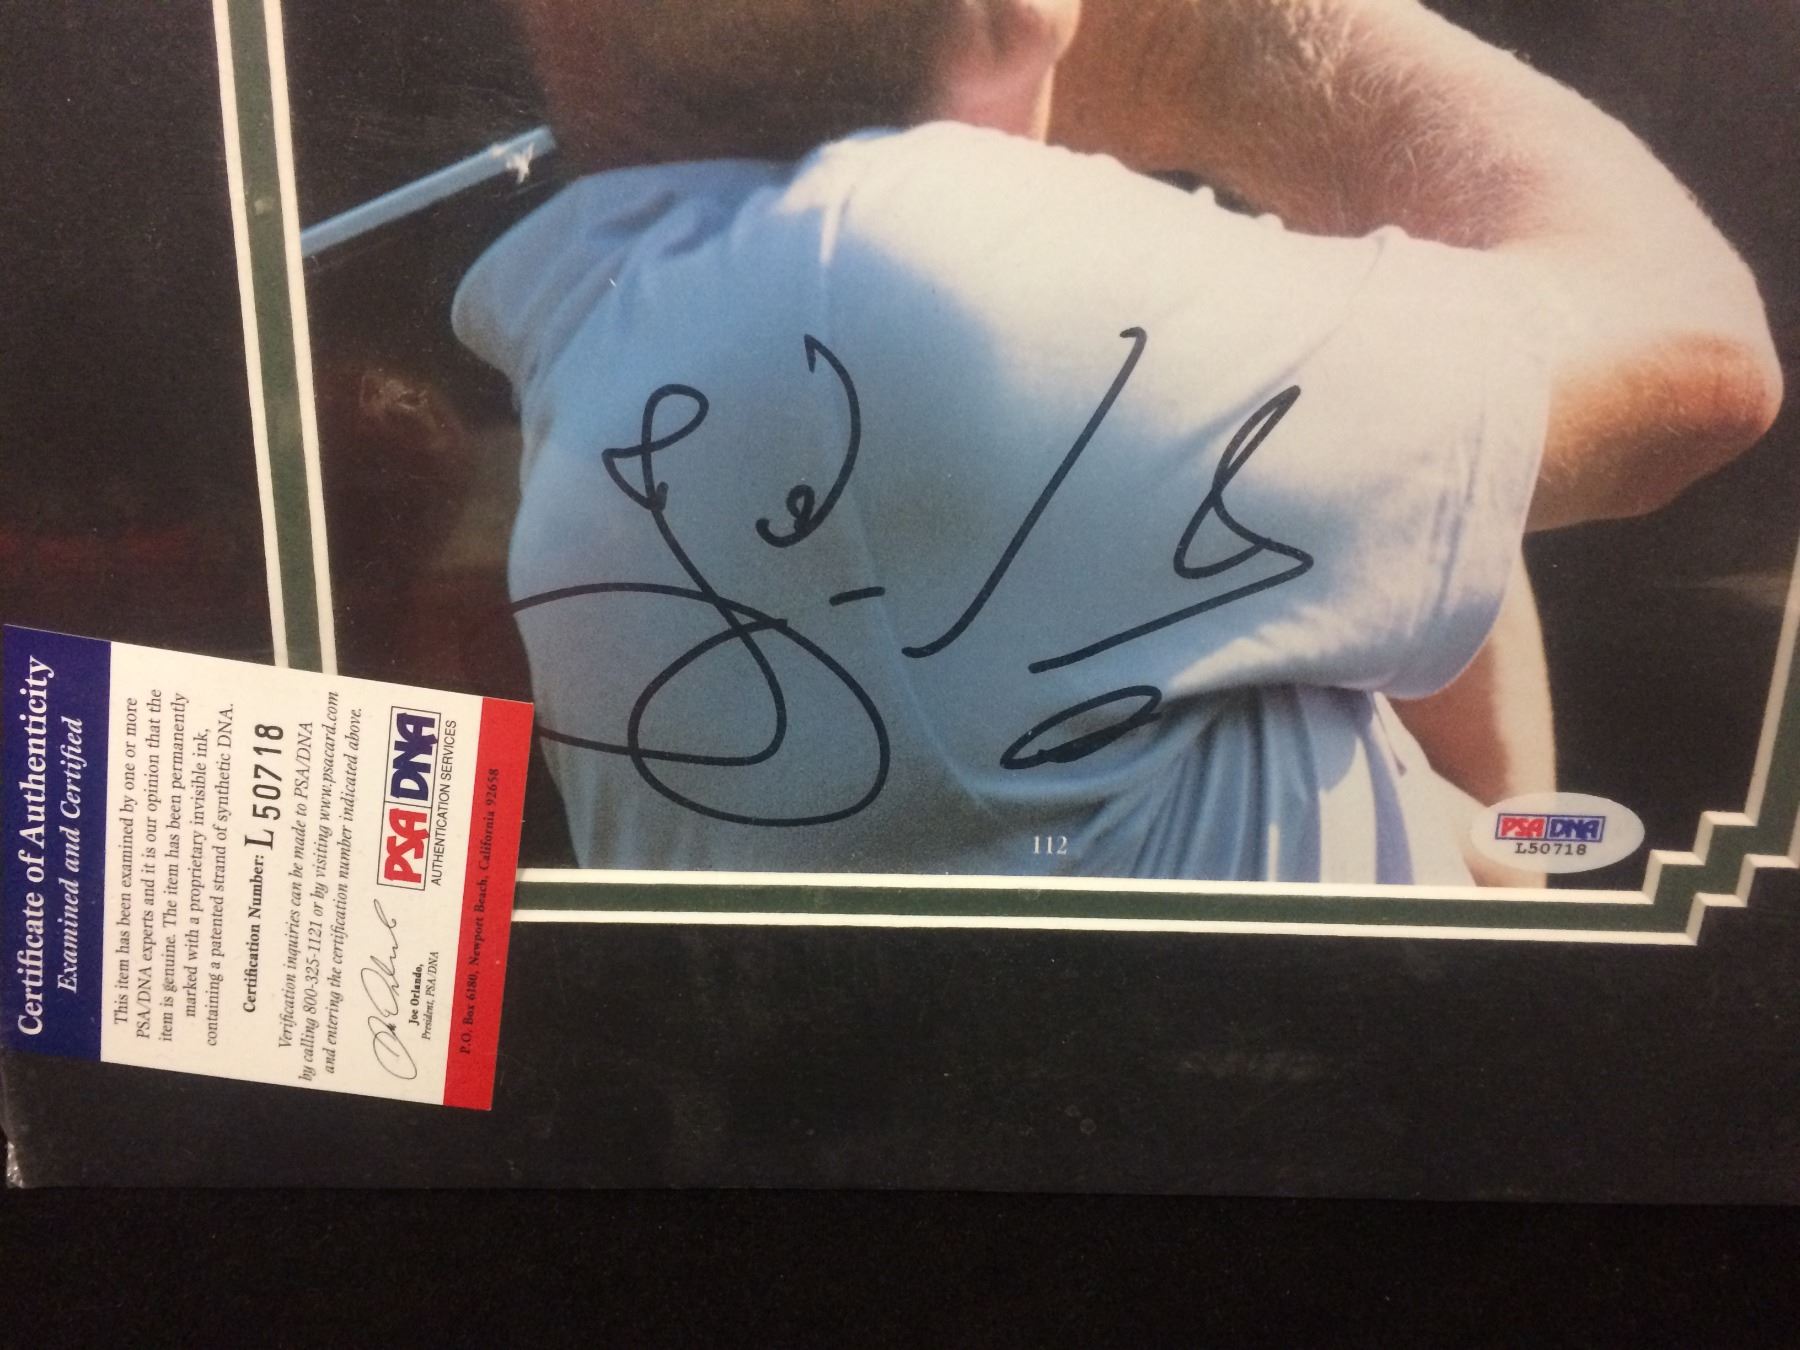 Certificate of Authenticity
Examined and Certified
This item has been examined by one or more
PSA/DNA experts and it is our opinion that the
item is genuine. The item has been permanently
marked with a proprietary invisible ink,
containing a patented strand of synthetic DNA.
Certification Number: L50718
Verification inquiries can be made to PSA/DNA
by calling 800-325-1121 or by visiting www.psacard.com
and entering the certification number indicated above.
Joe Orlando,
President, PSA/DNA
PSA DNA
AUTHENTICATION SERVICES
P.O. Box 6180, Newport Beach, California 92658
112
PSA DNA
L50718